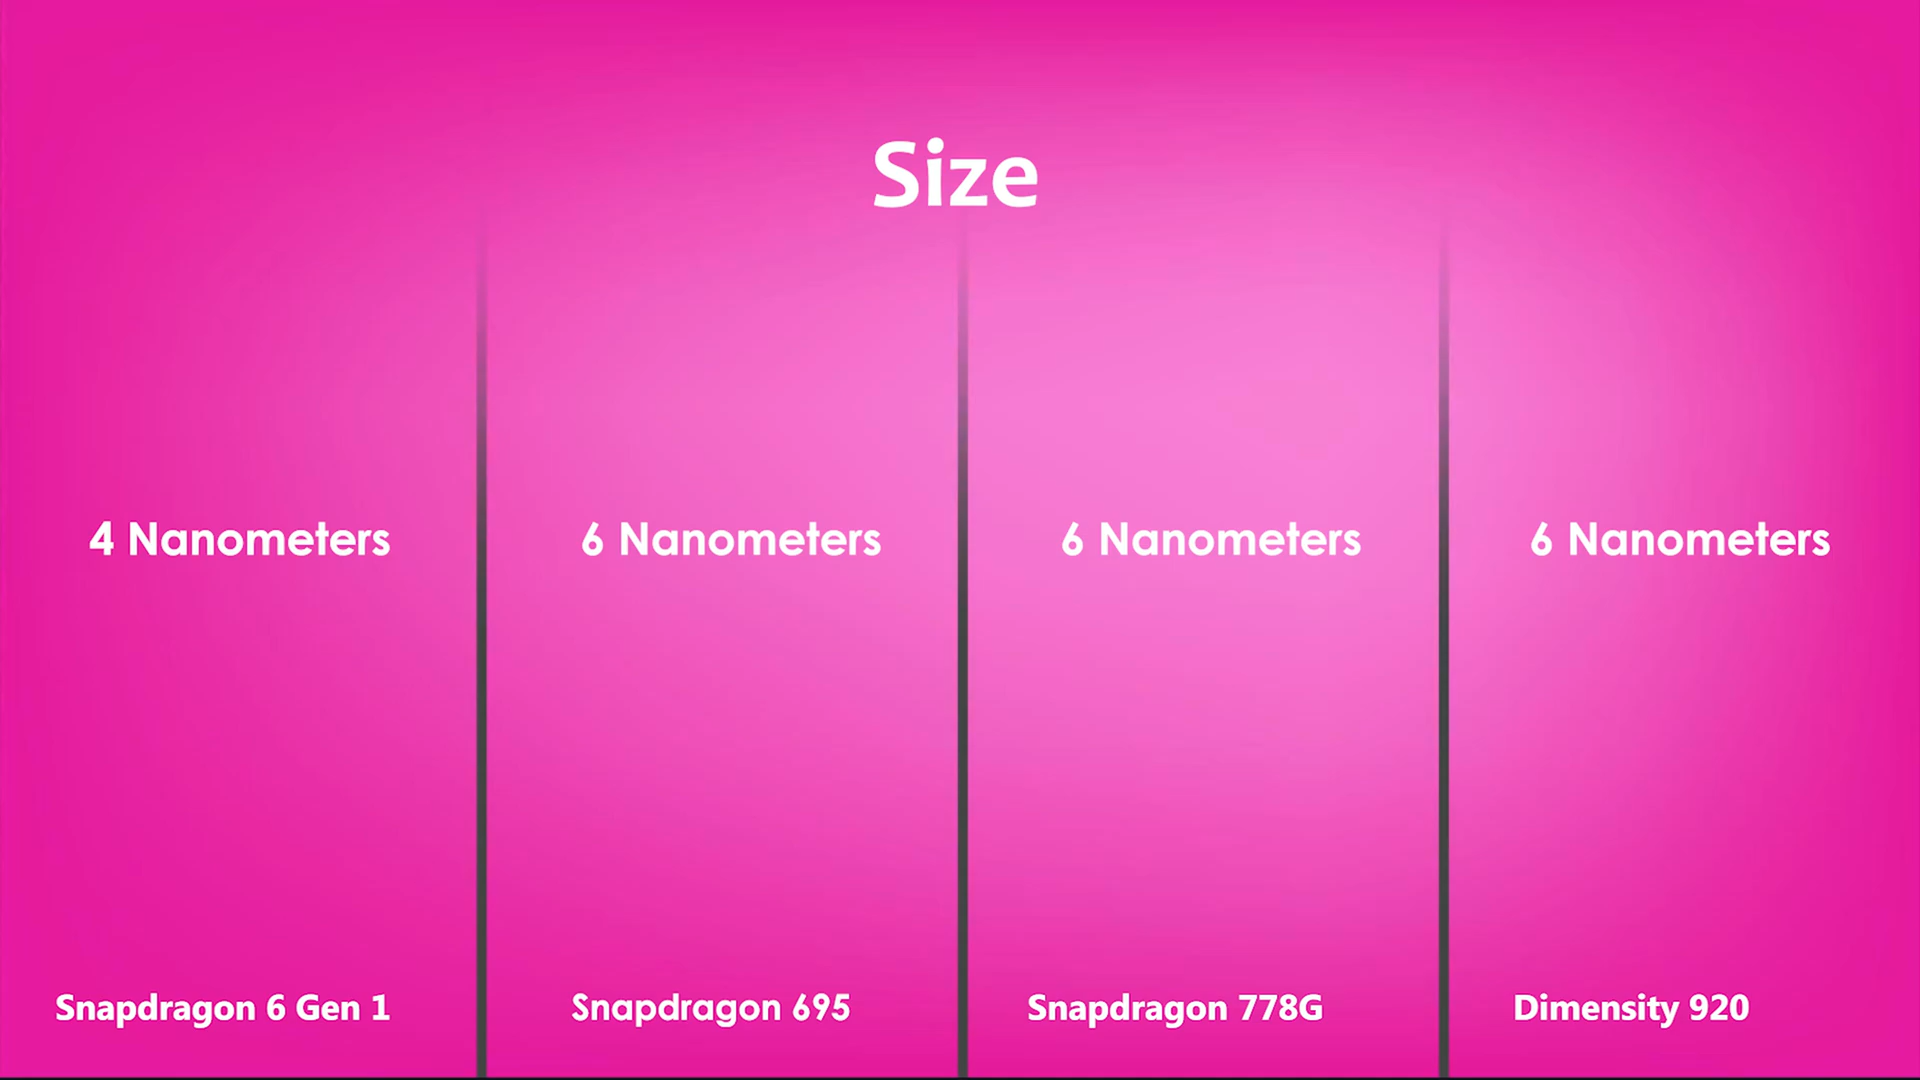 Size
4 Nanometers
6 Nanometers
6 Nanometers
6 Nanometers
Snapdragon 6 Gen 1
Snapdragon 695
Snapdragon 778G
Dimensity 920